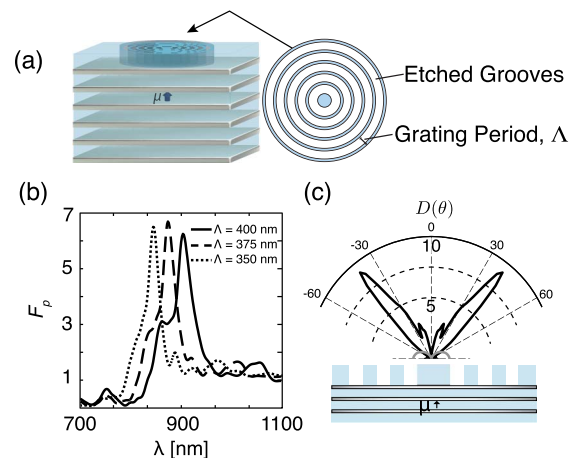 (a)
μ
Etched Grooves
Grating Period, Λ
(b)
7
5
3
1
F_p
Λ = 400 nm
Λ = 375 nm
Λ = 350 nm
700
900
1100
λ [nm]
(c)
D(θ)
0
-30
10
30
-60
5
60
μ